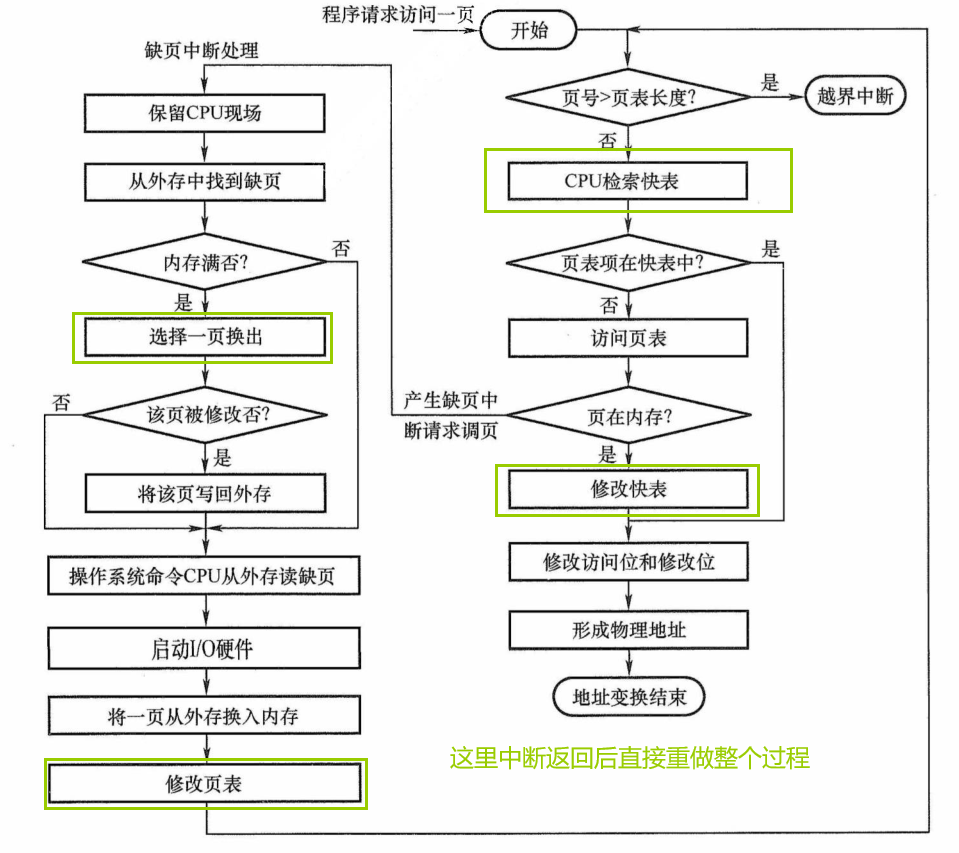 程序请求访问一页
开始
缺页中断处理
保留CPU现场
从外存中找到缺页
内存满否?
否
是
选择一页换出
否
该页被修改否?
是
将该页写回外存
操作系统命令CPU从外存读缺页
启动I/O硬件
将一页从外存换入内存
修改页表
页号>页表长度?
是
越界中断
否
CPU检索快表
页表项在快表中?
是
否
访问页表
产生缺页中
断请求调页
页在内存?
是
修改快表
修改访问位和修改位
形成物理地址
地址变换结束
这里中断返回后直接重做整个过程